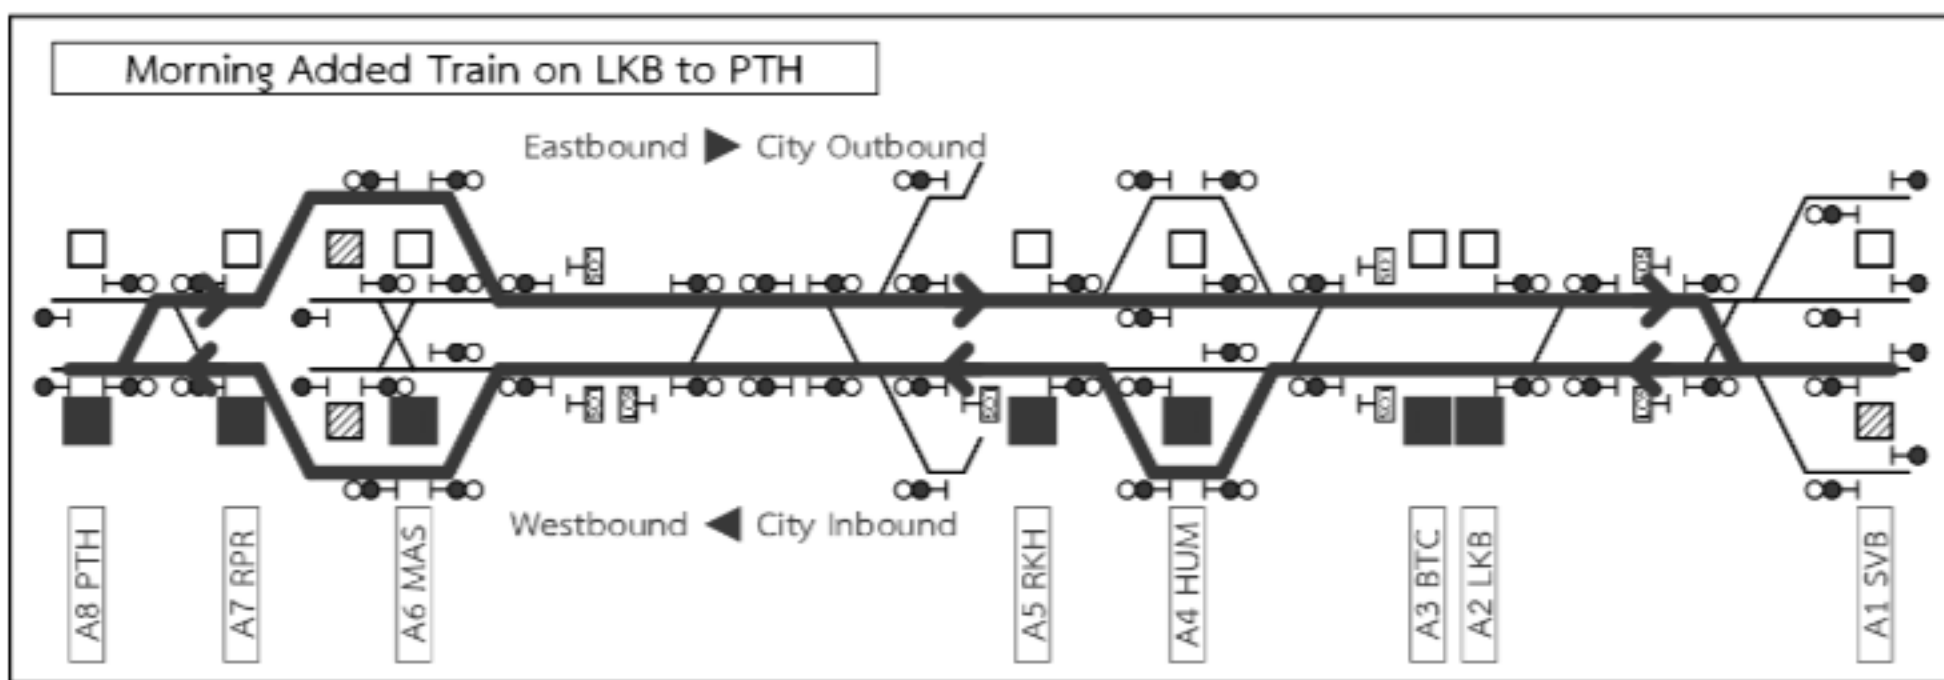 Morning Added Train on LKB to PTH
Eastbound ▶ City Outbound
Westbound ◀ City Inbound
A8 PTH
A7 RPR
A6 MAS
A5 RKH
A4 HUM
A3 BTC
A2 LKB
A1 SVB